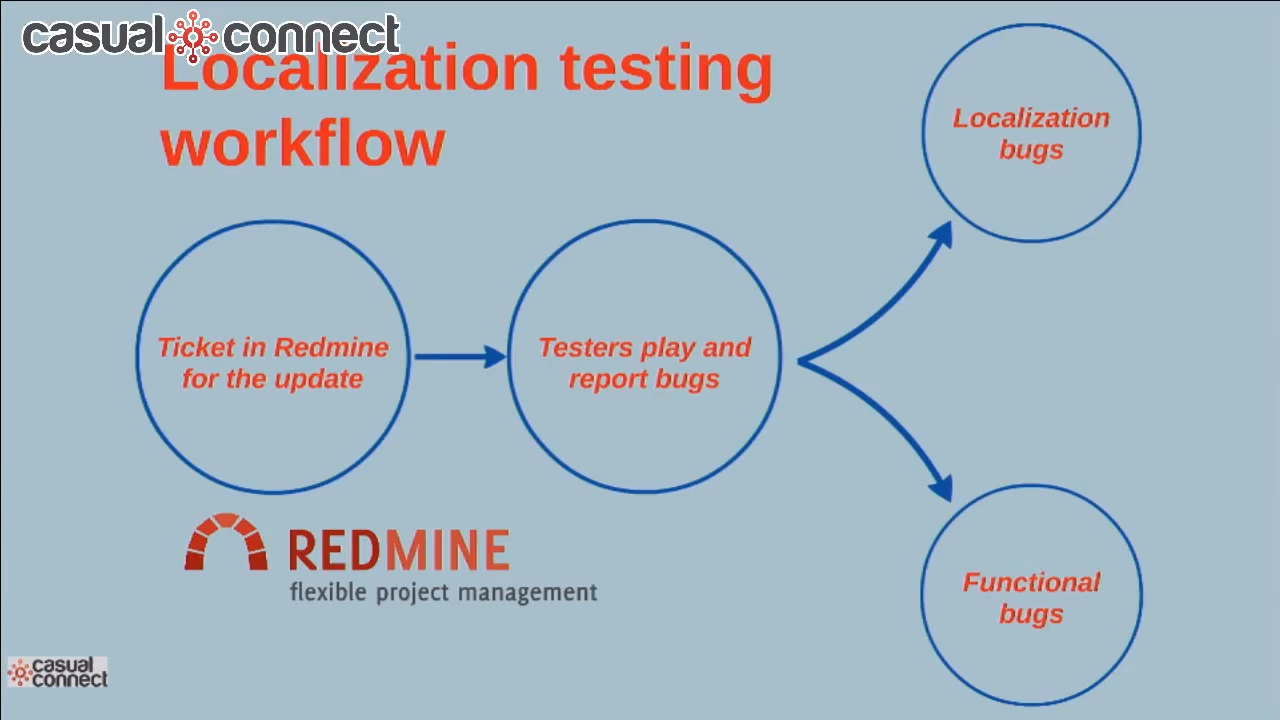 casual connect
Localization testing
workflow
Localization
bugs
Ticket in Redmine
for the update
Testers play and
report bugs
REDMINE
flexible project management
Functional
bugs
casual
connect